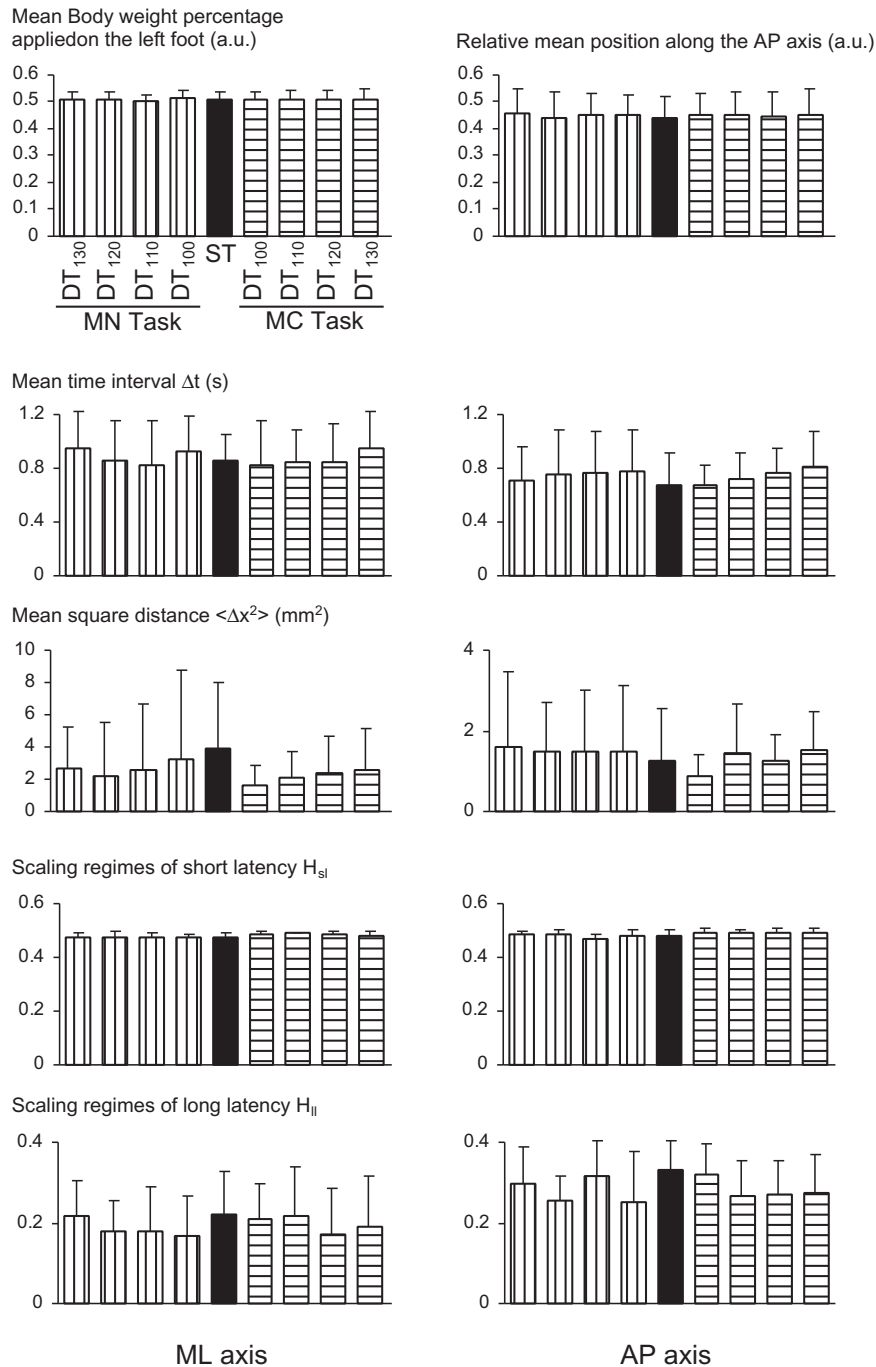 Mean Body weight percentage
appliedon the left foot (a.u.)
Relative mean position along the AP axis (a.u.)
0.6
0.5
0.4
0.3
0.2
0.1
0
0.6
0.5
0.4
0.3
0.2
0.1
0
DT130
DT120
DT110
DT100
ST
DT100
DT110
DT120
DT130
MN Task
MC Task
Mean time interval Δt (s)
1.2
0.8
0.4
0
1.2
0.8
0.4
0
Mean square distance <Δx²> (mm²)
10
8
6
4
2
0
4
2
0
Scaling regimes of short latency Hsl
0.6
0.4
0.2
0
0.6
0.4
0.2
0
Scaling regimes of long latency Hll
0.4
0.2
0
0.4
0.2
0
ML axis
AP axis